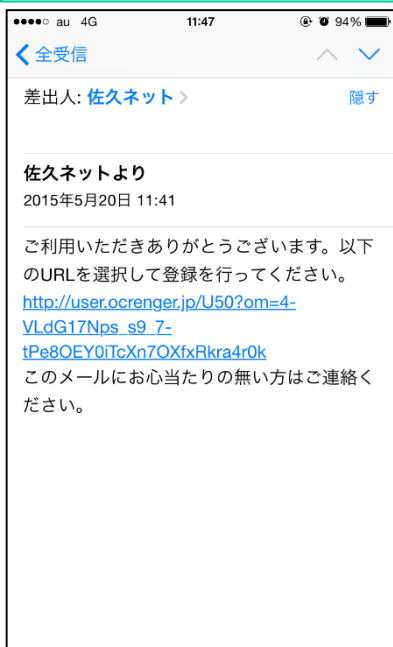 au 4G 11:47 94%
全受信
差出人: 佐久ネット 隠す
佐久ネットより
2015年5月20日 11:41
ご利用いただきありがとうございます。以下
のURLを選択して登録を行ってください。
http://user.ocrenger.jp/U50?om=4-
VLdG17Nps_s9_7-
tPe8OEY0iTcXn7OXfxRkra4r0k
このメールにお心当たりの無い方はご連絡く
ださい。